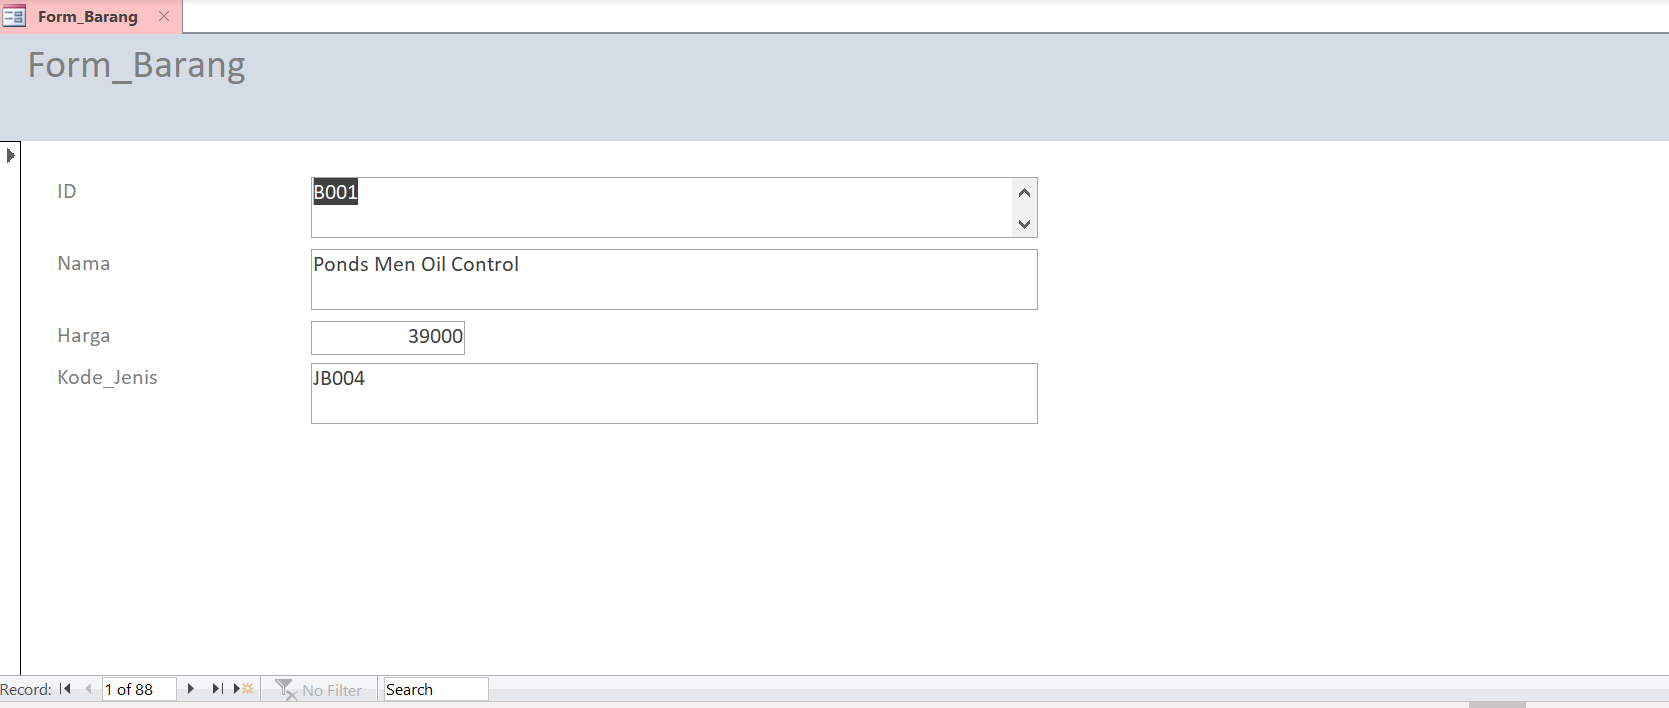 Form_Barang
Form_Barang
ID B001
Nama Ponds Men Oil Control
Harga 39000
Kode_Jenis JB004
Record: 1 of 88 No Filter Search